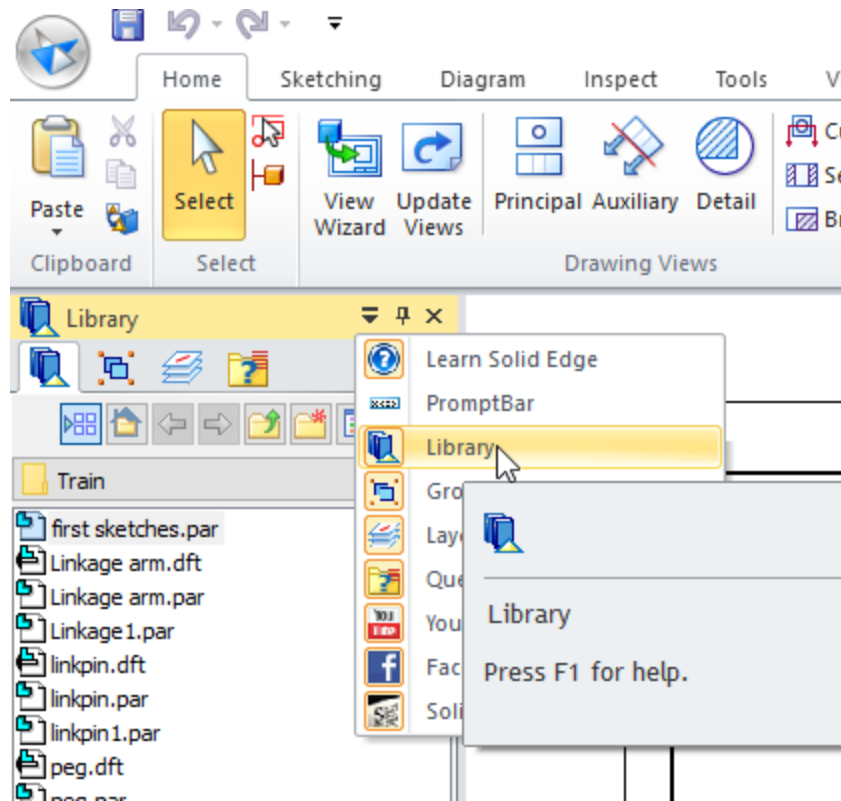 Home Sketching Diagram Inspect Tools
Paste
Select
View Wizard
Update Views
Principal Auxiliary Detail
Clipboard Select Drawing Views
Library
Learn Solid Edge
PromptBar
Library
Train
Library
Press F1 for help.
first sketches.par
Linkage arm.dft
Linkage arm.par
Linkage1.par
linkpin.dft
linkpin.par
linkpin1.par
peg.dft
peg.par